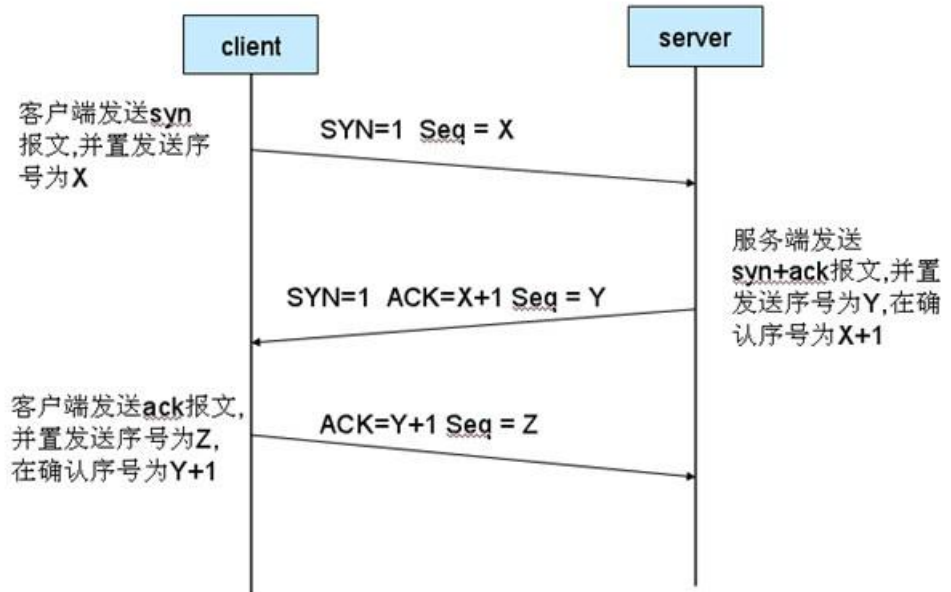 client
server
客户端发送syn
报文,并置发送序
号为X
SYN=1 Seq = X
服务端发送
syn+ack报文,并置
发送序号为Y,在确
认序号为X+1
SYN=1 ACK=X+1 Seq = Y
客户端发送ack报文,
并置发送序号为Z,
在确认序号为Y+1
ACK=Y+1 Seq = Z